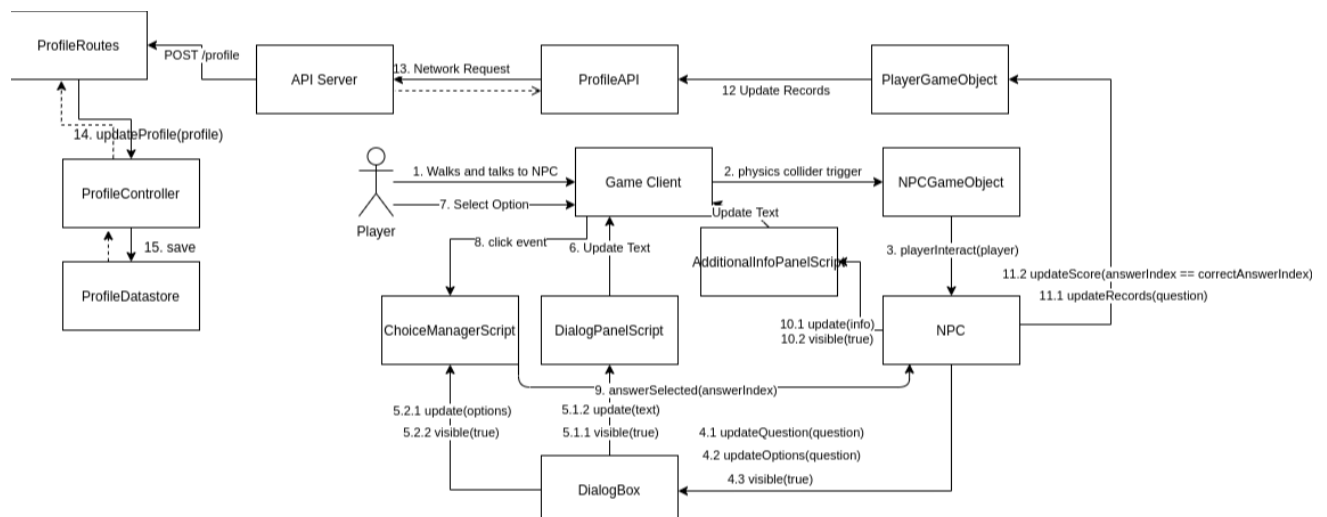 ProfileRoutes
POST /profile
API Server
13. Network Request
ProfileAPI
12 Update Records
PlayerGameObject
14. updateProfile(profile)
ProfileController
15. save
ProfileDatastore
Player
1. Walks and talks to NPC
7. Select Option
Game Client
2. physics collider trigger
NPCGameObject
Update Text
8. click event
6. Update Text
AdditionalInfoPanelScript
3. playerInteract(player)
11.2 updateScore(answerIndex == correctAnswerIndex)
11.1 updateRecords(question)
ChoiceManagerScript
DialogPanelScript
10.1 update(info)
10.2 visible(true)
NPC
9. answerSelected(answerIndex)
5.2.1 update(options)
5.2.2 visible(true)
5.1.2 update(text)
5.1.1 visible(true)
4.1 updateQuestion(question)
4.2 updateOptions(question)
4.3 visible(true)
DialogBox